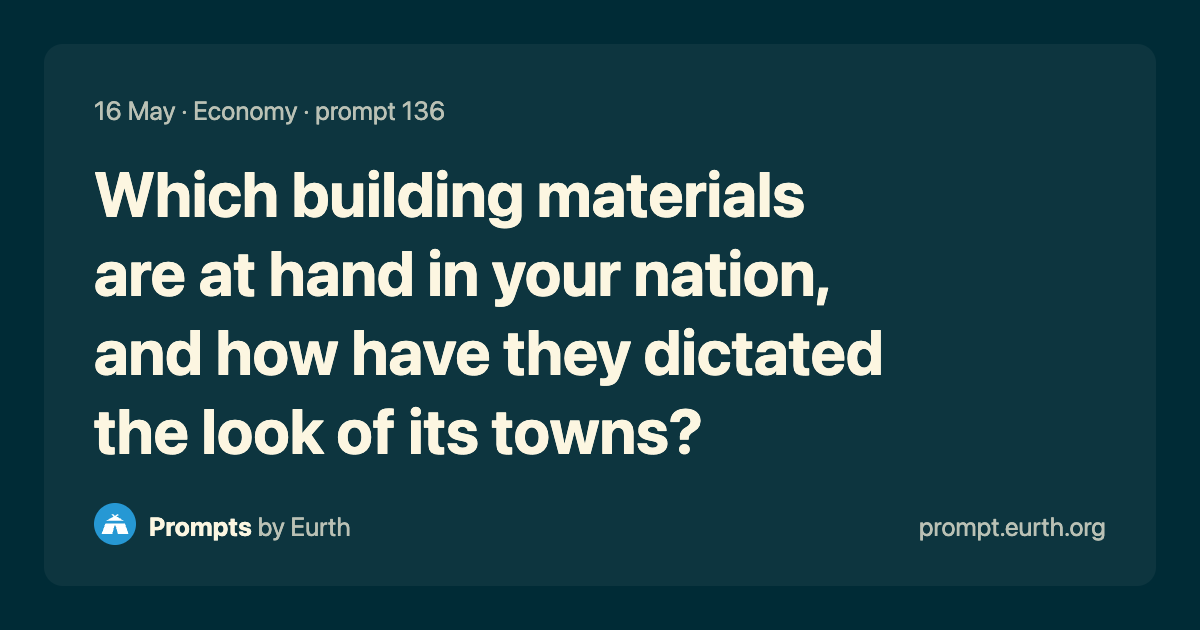 16 May · Economy · prompt 136
Which building materials
are at hand in your nation,
and how have they dictated
the look of its towns?
Prompts by Eurth
prompt.eurth.org